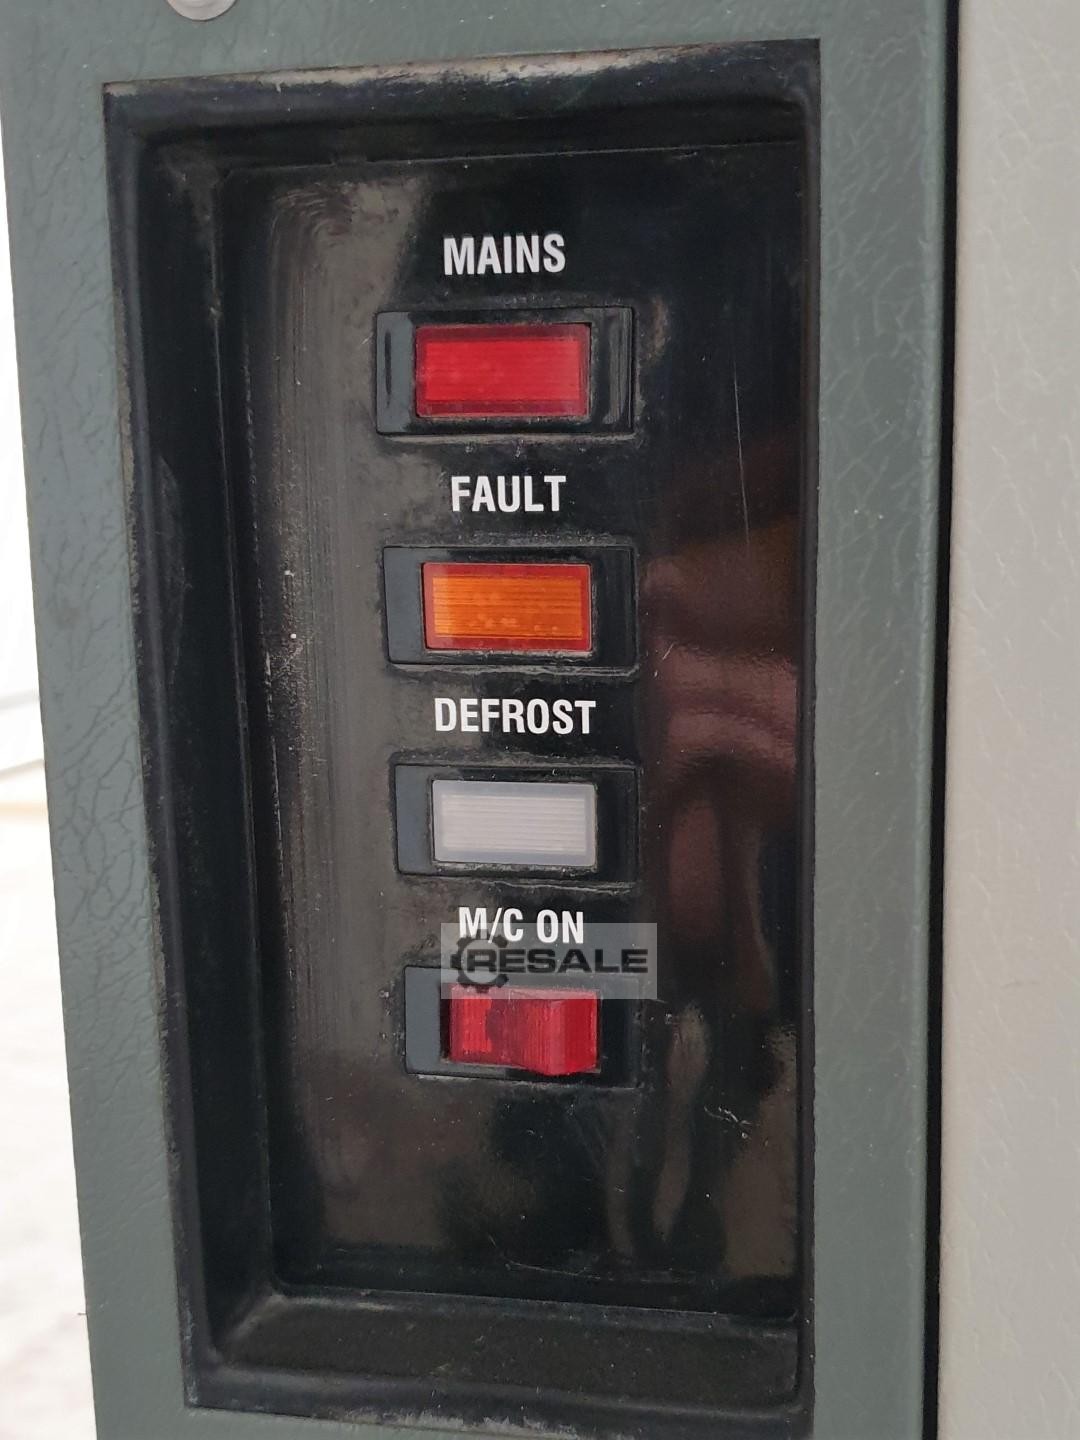 MAINS
FAULT
DEFROST
M/C ON
RESALE